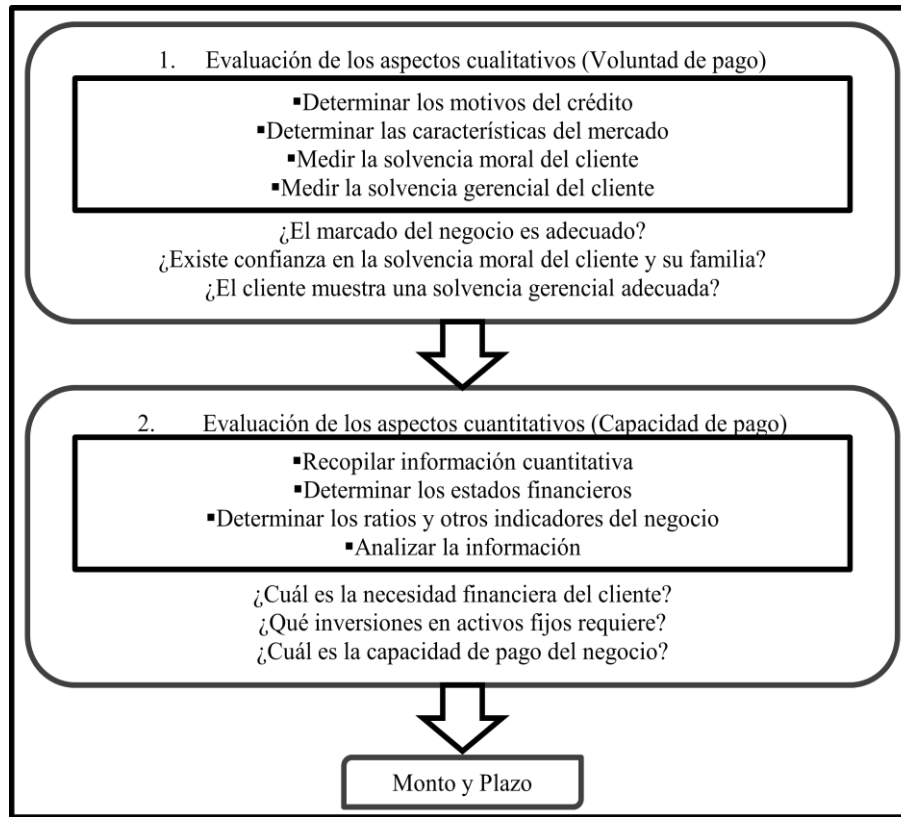 1. Evaluación de los aspectos cualitativos (Voluntad de pago)
▪Determinar los motivos del crédito
▪Determinar las características del mercado
▪Medir la solvencia moral del cliente
▪Medir la solvencia gerencial del cliente
¿El marcado del negocio es adecuado?
¿Existe confianza en la solvencia moral del cliente y su familia?
¿El cliente muestra una solvencia gerencial adecuada?
2. Evaluación de los aspectos cuantitativos (Capacidad de pago)
▪Recopilar información cuantitativa
▪Determinar los estados financieros
▪Determinar los ratios y otros indicadores del negocio
▪Analizar la información
¿Cuál es la necesidad financiera del cliente?
¿Qué inversiones en activos fijos requiere?
¿Cuál es la capacidad de pago del negocio?
Monto y Plazo